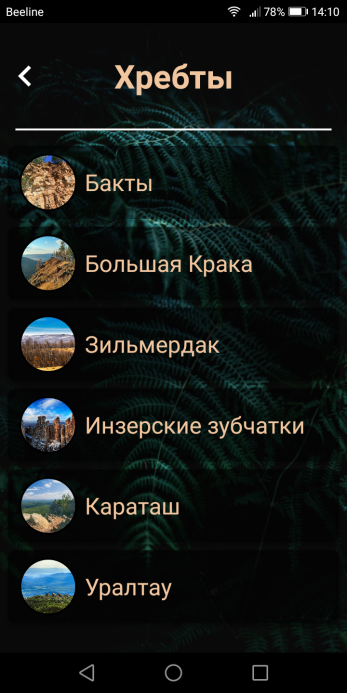 Beeline 78% 14:10
Хребты
Бакты
Большая Крака
Зильмердак
Инзерские зубчатки
Караташ
Уралтау